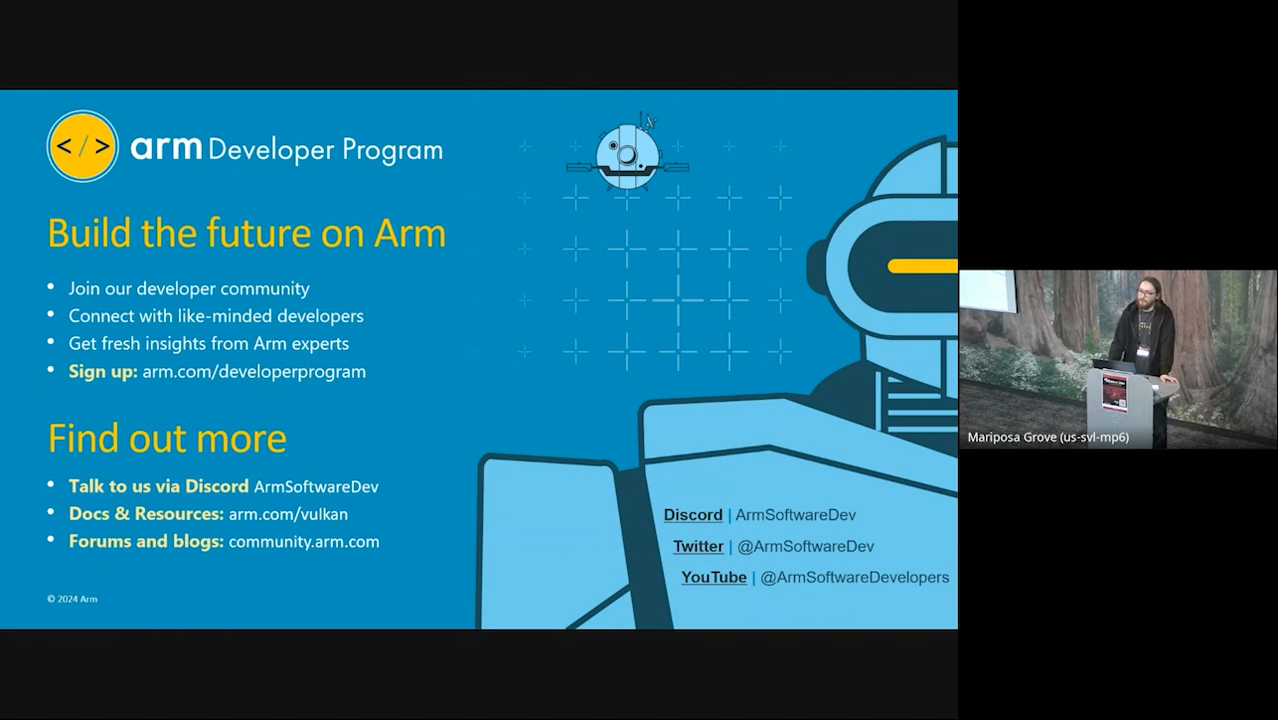 </> arm Developer Program
Build the future on Arm
• Join our developer community
• Connect with like-minded developers
• Get fresh insights from Arm experts
• Sign up: arm.com/developerprogram
Find out more
• Talk to us via Discord ArmSoftwareDev
• Docs & Resources: arm.com/vulkan
• Forums and blogs: community.arm.com
Discord | ArmSoftwareDev
Twitter | @ArmSoftwareDev
YouTube | @ArmSoftwareDevelopers
© 2024 Arm
Mariposa Grove (us-svl-mp6)